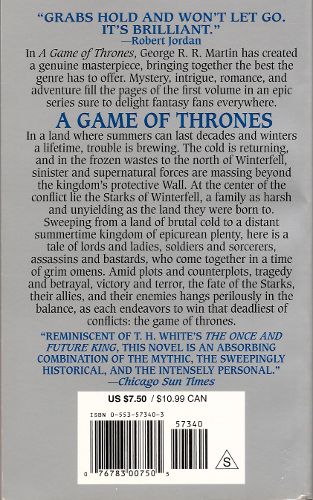 "GRABS HOLD AND WON'T LET GO.
IT'S BRILLIANT."
—Robert Jordan
In A Game of Thrones, George R. R. Martin has created
a genuine masterpiece, bringing together the best the
genre has to offer. Mystery, intrigue, romance, and
adventure fill the pages of the first volume in an epic
series sure to delight fantasy fans everywhere.
A GAME OF THRONES
In a land where summers can last decades and winters
a lifetime, trouble is brewing. The cold is returning,
and in the frozen wastes to the north of Winterfell,
sinister and supernatural forces are massing beyond
the kingdom's protective Wall. At the center of the
conflict lie the Starks of Winterfell, a family as harsh
and unyielding as the land they were born to.
Sweeping from a land of brutal cold to a distant
summertime kingdom of epicurean plenty, here is a
tale of lords and ladies, soldiers and sorcerers,
assassins and bastards, who come together in a time
of grim omens. Amid plots and counterplots, tragedy
and betrayal, victory and terror, the fate of the Starks,
their allies, and their enemies hangs perilously in the
balance, as each endeavors to win that deadliest of
conflicts: the game of thrones.
"REMINISCENT OF T. H. WHITE'S THE ONCE AND
FUTURE KING, THIS NOVEL IS AN ABSORBING
COMBINATION OF THE MYTHIC, THE SWEEPINGLY
HISTORICAL, AND THE INTENSELY PERSONAL."
—Chicago Sun Times
US $7.50 / $10.99 CAN
ISBN 0-553-57340-3
57340
0 76783 00750 5
S